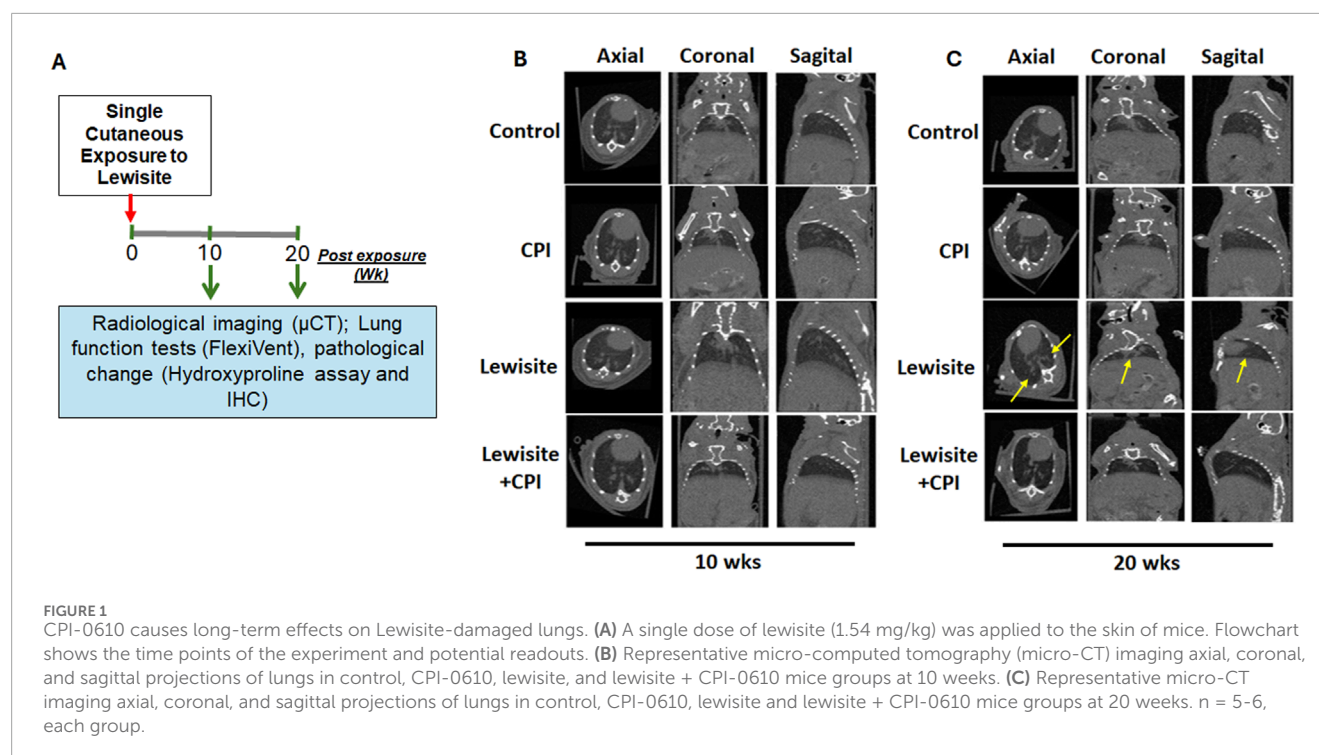 A
Single
Cutaneous
Exposure to
Lewisite
0
10
20
Post exposure
(Wk)
Radiological imaging (µCT); Lung
function tests (FlexiVent), pathological
change (Hydroxyproline assay and
IHC)
B
Axial Coronal Sagital
Control
CPI
Lewisite
Lewisite
+CPI
10 wks
C
Axial Coronal Sagital
Control
CPI
Lewisite
Lewisite
+CPI
20 wks
FIGURE 1
CPI-0610 causes long-term effects on Lewisite-damaged lungs. (A) A single dose of lewisite (1.54 mg/kg) was applied to the skin of mice. Flowchart
shows the time points of the experiment and potential readouts. (B) Representative micro-computed tomography (micro-CT) imaging axial, coronal,
and sagittal projections of lungs in control, CPI-0610, lewisite, and lewisite + CPI-0610 mice groups at 10 weeks. (C) Representative micro-CT
imaging axial, coronal, and sagittal projections of lungs in control, CPI-0610, lewisite and lewisite + CPI-0610 mice groups at 20 weeks. n = 5-6,
each group.